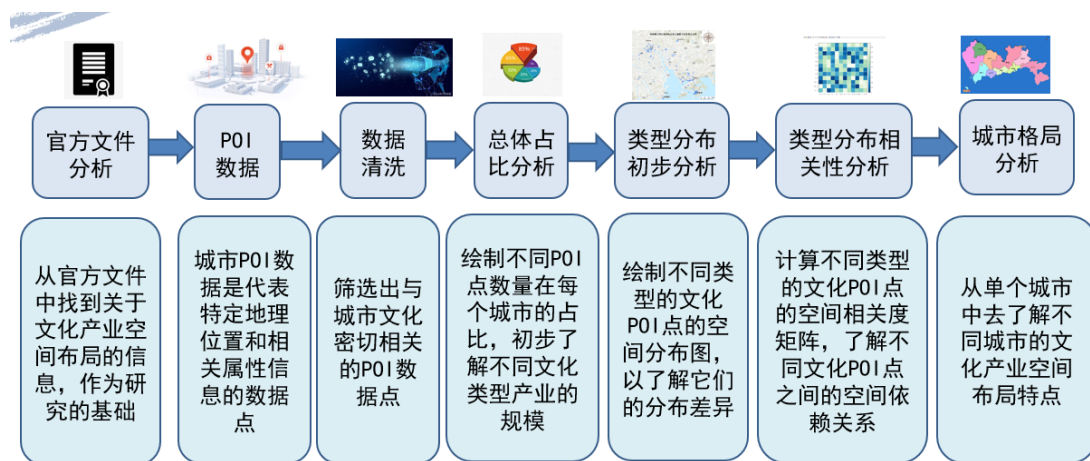 官方文件
分析
POI
数据
数据
清洗
总体占
比分析
类型分布
初步分析
类型分布相
关性分析
城市格局
分析
从官方文件
中找到关于
文化产业空
间布局的信
息，作为研
究的基础
城市POI数
据是代表
特定地理
位置和相
关属性信
息的数据
点
筛选出与
城市文化
密切相关
的POI数
据点
绘制不同POI
点数量在每
个城市的占
比，初步了
解不同文化
类型产业的
规模
绘制不同类
型的文化
POI点的空
间分布图，
以了解它们
的分布差异
计算不同类型
的文化POI点
的空间相关度
矩阵，了解不
同文化POI点
之间的空间依
赖关系
从单个城市
中去了解不
同城市的文
化产业空间
布局特点